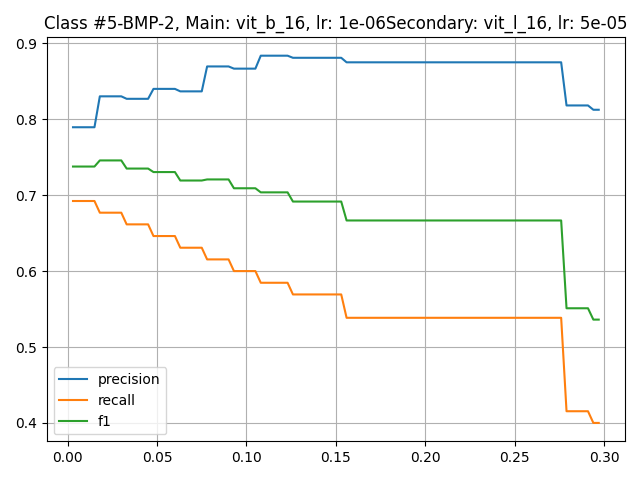 Class #5-BMP-2, Main: vit_b_16, lr: 1e-06Secondary: vit_l_16, lr: 5e-05
0.9
0.8
0.7
0.6
0.5
0.4
precision
recall
f1
0.00 0.05 0.10 0.15 0.20 0.25 0.30